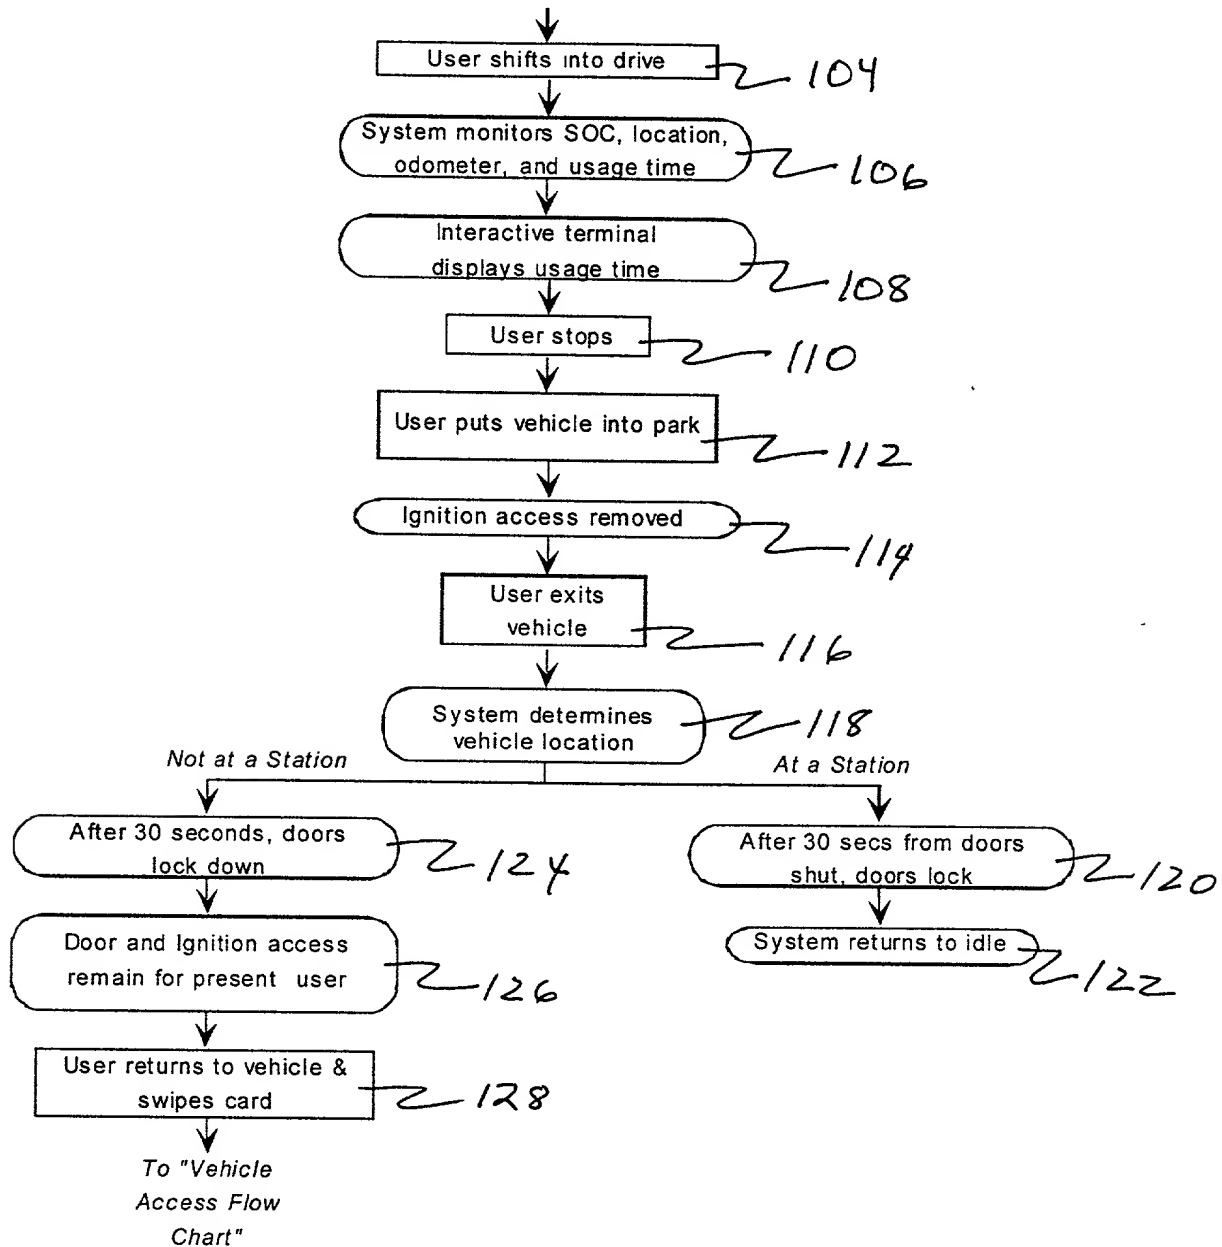 User shifts into drive
104
System monitors SOC, location,
odometer, and usage time
106
Interactive terminal
displays usage time
108
User stops
110
User puts vehicle into park
112
Ignition access removed
114
User exits
vehicle
116
System determines
vehicle location
118
Not at a Station
At a Station
After 30 seconds, doors
lock down
124
After 30 secs from doors
shut, doors lock
120
Door and Ignition access
remain for present user
126
System returns to idle
122
User returns to vehicle &
swipes card
128
To "Vehicle
Access Flow
Chart"